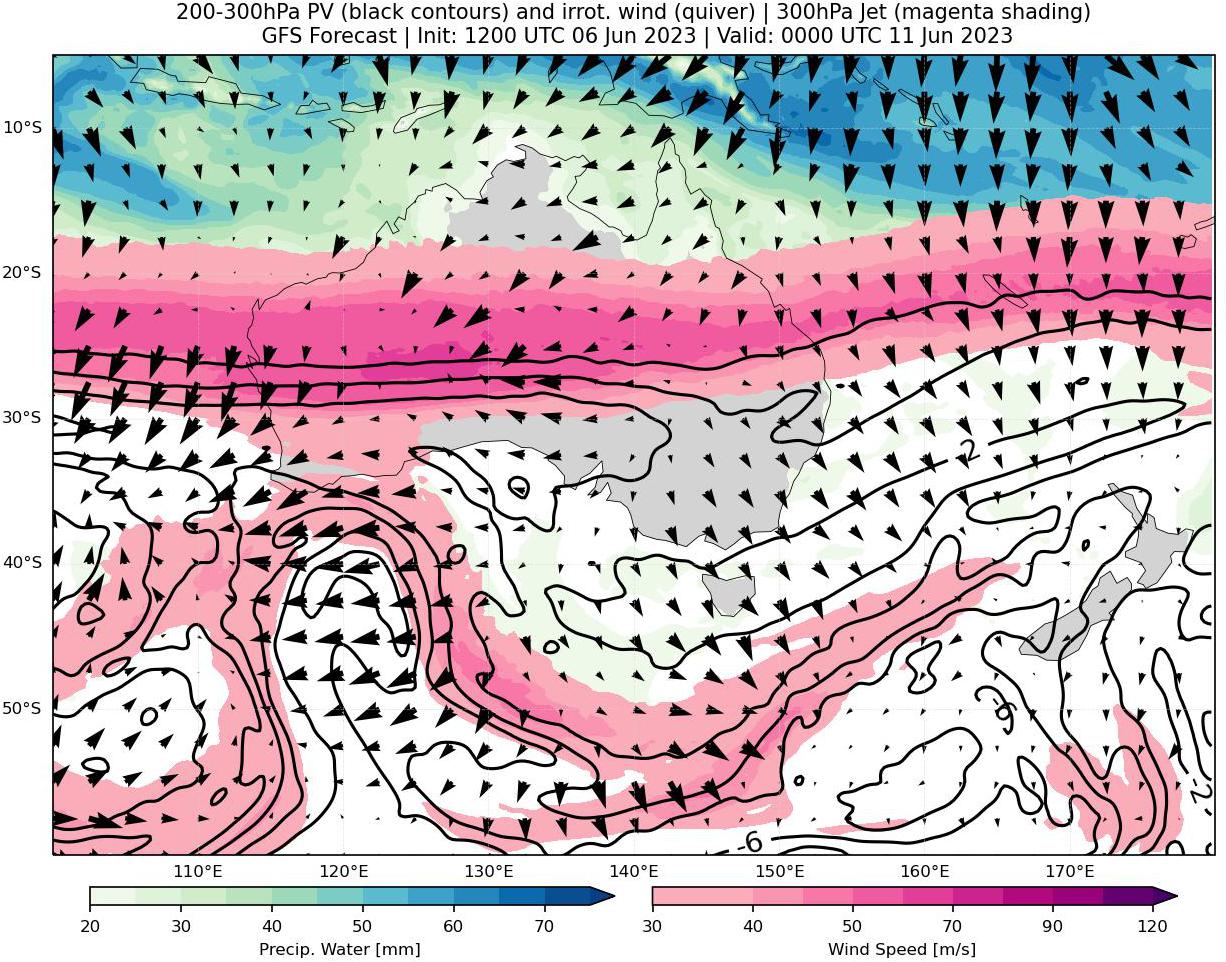 200-300hPa PV (black contours) and irrot. wind (quiver) | 300hPa Jet (magenta shading)
GFS Forecast | Init: 1200 UTC 06 Jun 2023 | Valid: 0000 UTC 11 Jun 2023
10°S
20°S
30°S
-2
40°S
50°S
-6
-2
-6
110°E 120°E 130°E 140°E 150°E 160°E 170°E
20 30 40 50 60 70 30 40 50 70 90 120
Precip. Water [mm] Wind Speed [m/s]